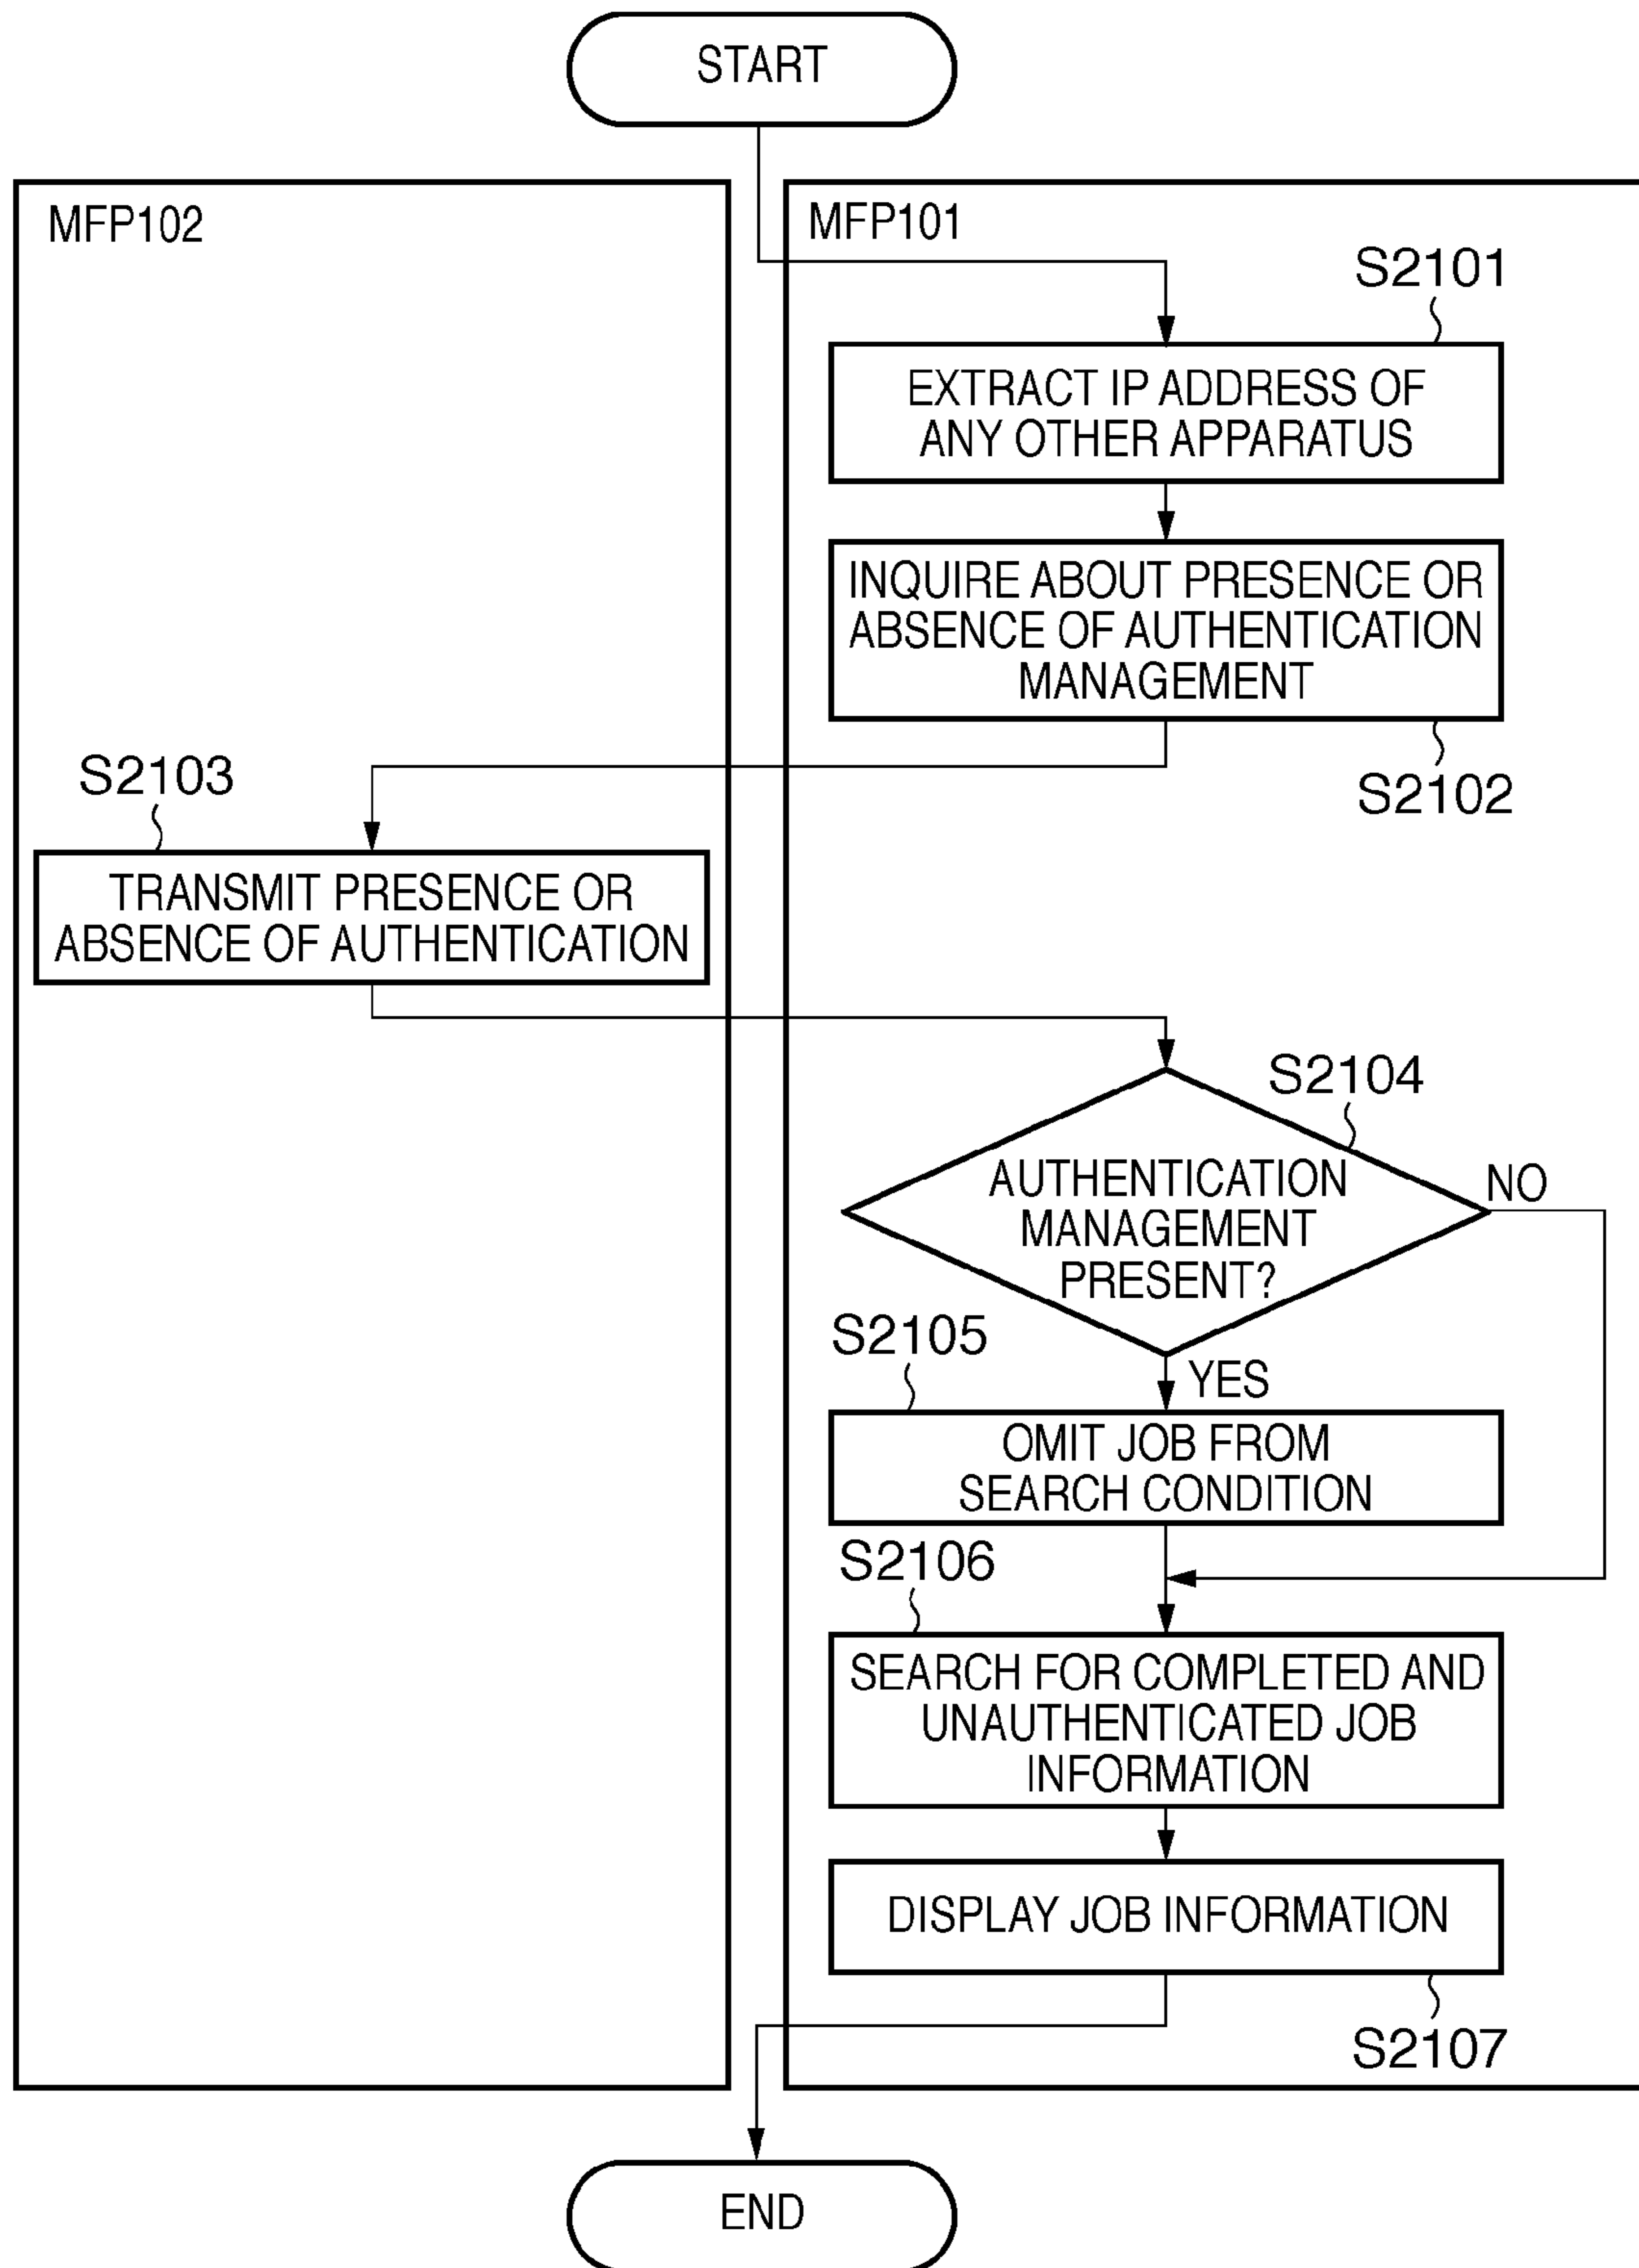 START
MFP102
MFP101
S2101
EXTRACT IP ADDRESS OF
ANY OTHER APPARATUS
INQUIRE ABOUT PRESENCE OR
ABSENCE OF AUTHENTICATION
MANAGEMENT
S2102
S2103
TRANSMIT PRESENCE OR
ABSENCE OF AUTHENTICATION
S2104
AUTHENTICATION
MANAGEMENT
PRESENT?
NO
YES
S2105
OMIT JOB FROM
SEARCH CONDITION
S2106
SEARCH FOR COMPLETED AND
UNAUTHENTICATED JOB
INFORMATION
DISPLAY JOB INFORMATION
S2107
END